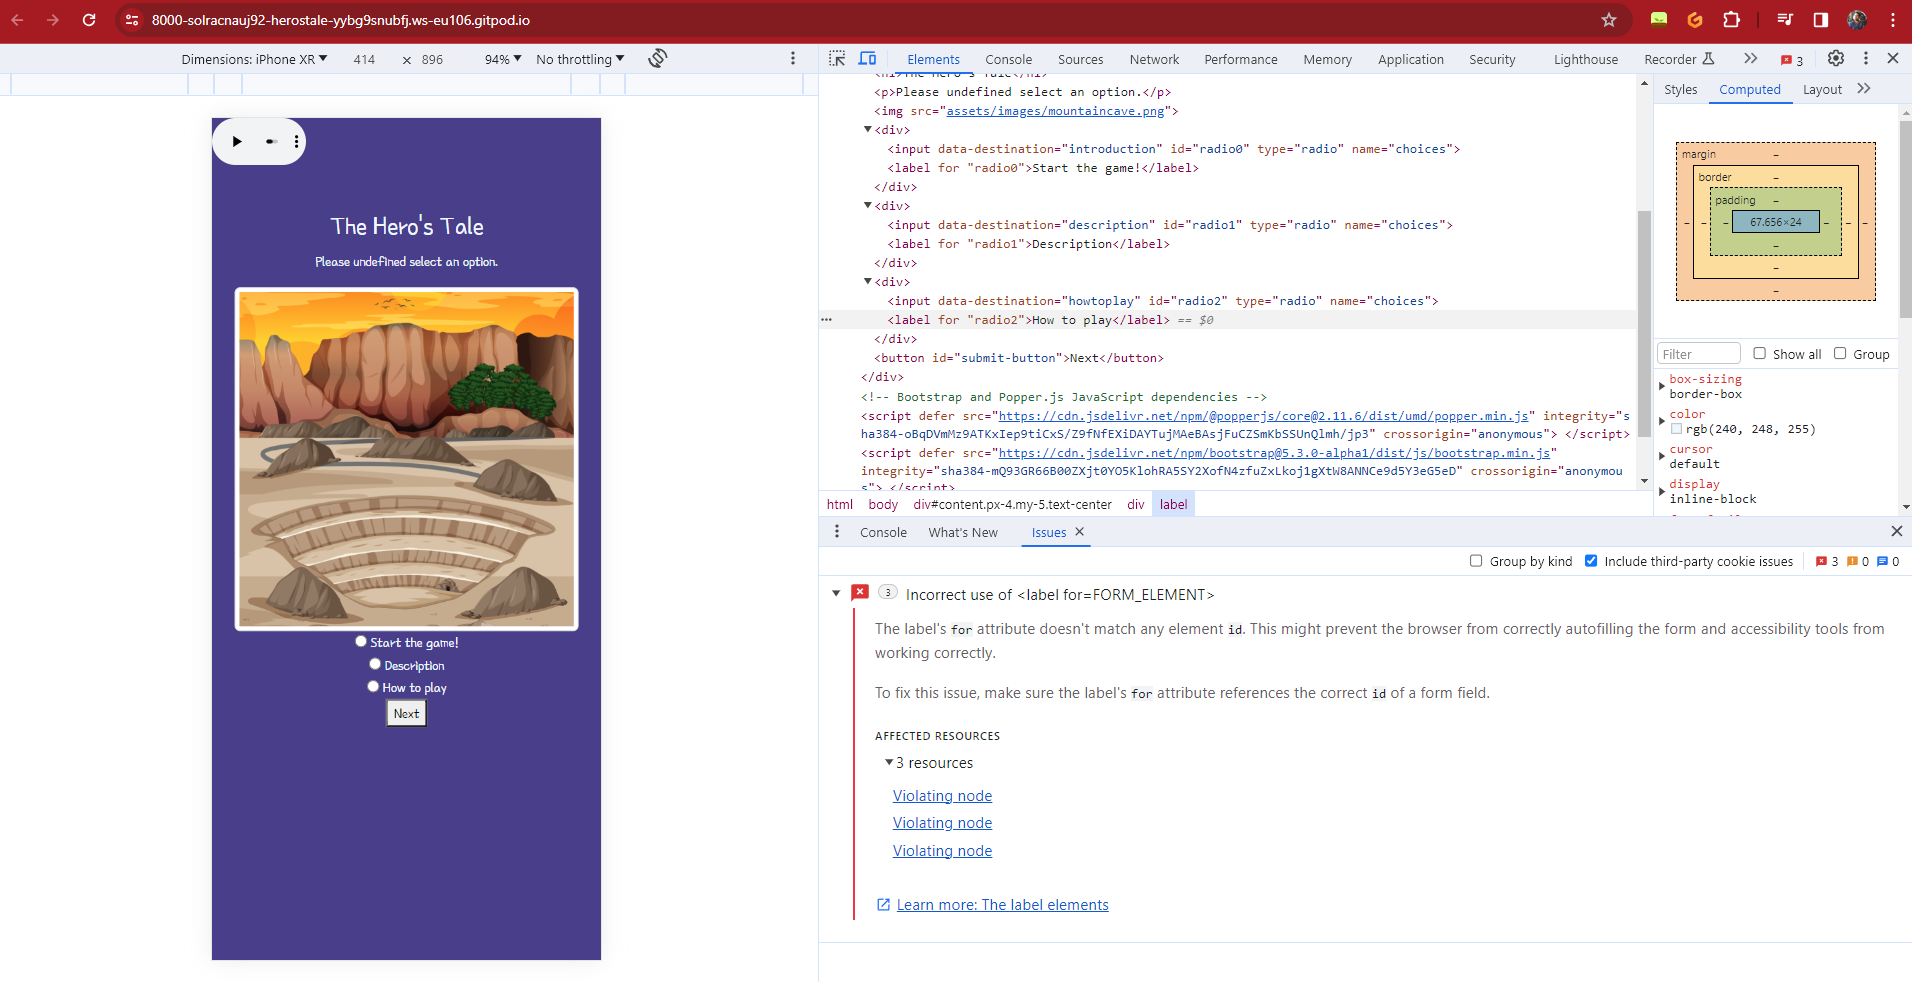 8000-solracnauj92-herostale-yybg9snubfj.ws-eu106.gitpod.io
Dimensions: iPhone XR 414 × 896 94% No throttling
The Hero's Tale
Please undefined select an option.
Start the game!
Description
How to play
Next
Elements Console Sources Network Performance Memory Application Security Lighthouse Recorder 3
<p>Please undefined select an option.</p>
<img src="assets/images/mountaincave.png">
<div>
<input data-destination="introduction" id="radio0" type="radio" name="choices">
<label for "radio0">Start the game!</label>
</div>
<div>
<input data-destination="description" id="radio1" type="radio" name="choices">
<label for "radio1">Description</label>
</div>
<div>
<input data-destination="howtoplay" id="radio2" type="radio" name="choices">
<label for "radio2">How to play</label> == $0
</div>
<button id="submit-button">Next</button>
</div>
<!-- Bootstrap and Popper.js JavaScript dependencies -->
<script defer src="https://cdn.jsdelivr.net/npm/@popperjs/core@2.11.6/dist/umd/popper.min.js" integrity="s
ha384-oBqDVmMz9ATKxIep9tiCxS/Z9fNfEXiDAYTujMAeBAsjFuCZSmKbSSUnQlmh/jp3" crossorigin="anonymous"> </script>
<script defer src="https://cdn.jsdelivr.net/npm/bootstrap@5.3.0-alpha1/dist/js/bootstrap.min.js"
integrity="sha384-mQ93GR66B00ZXjt0YO5KlohRA5SY2XofN4zfuZxLkoj1gXtW8ANNCe9d5Y3eG5eD" crossorigin="anonymou
s"> </script>
html body div#content.px-4.my-5.text-center div label
Styles Computed Layout
margin –
border –
padding –
67.656×24
Filter Show all Group
box-sizing
border-box
color
rgb(240, 248, 255)
cursor
default
display
inline-block
Console What's New Issues
Group by kind Include third-party cookie issues 3 0 0
3 Incorrect use of <label for=FORM_ELEMENT>
The label's for attribute doesn't match any element id. This might prevent the browser from correctly autofilling the form and accessibility tools from
working correctly.
To fix this issue, make sure the label's for attribute references the correct id of a form field.
AFFECTED RESOURCES
3 resources
Violating node
Violating node
Violating node
Learn more: The label elements